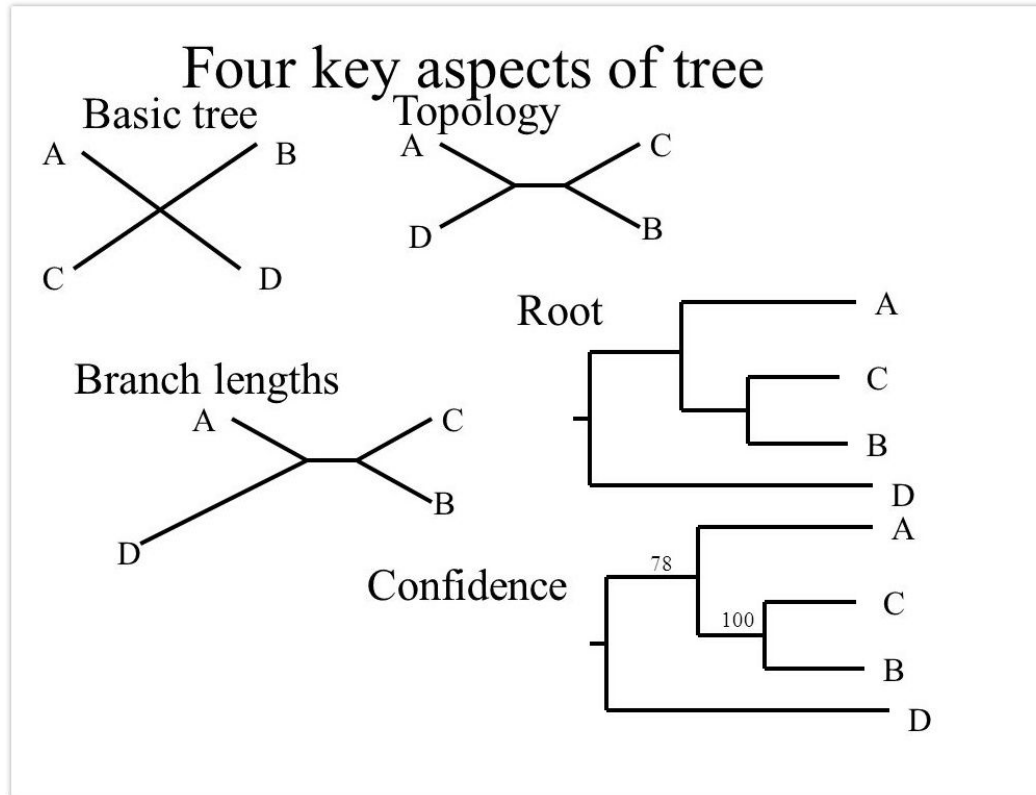 Four key aspects of tree
Basic tree
A
B
C
D
Topology
A
C
D
B
Root
A
C
B
D
Branch lengths
A
C
B
D
Confidence
78
100
A
C
B
D